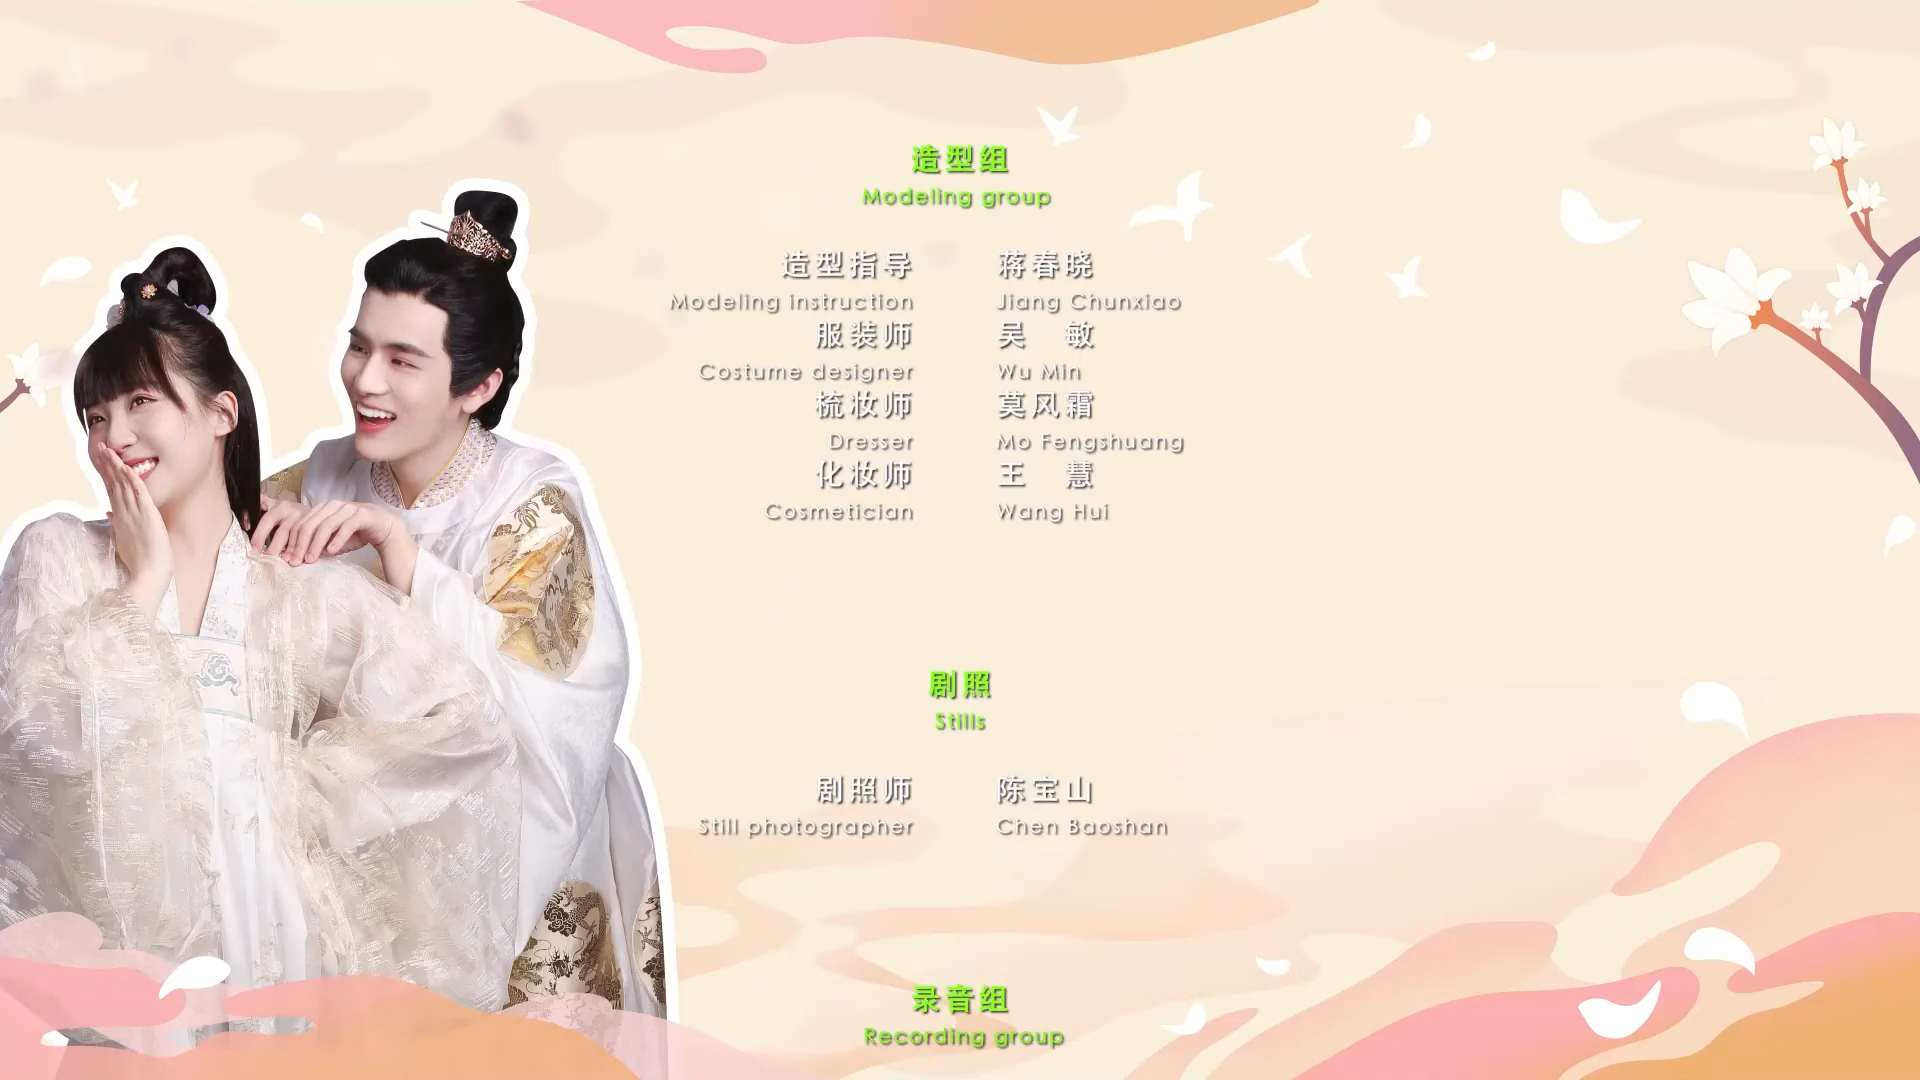 造型组
Modeling group
造型指导 蒋春晓
Modeling instruction Jiang Chunxiao
服装师 吴 敏
Costume designer Wu Min
梳妆师 莫风霜
Dresser Mo Fengshuang
化妆师 王 慧
Cosmetician Wang Hui
剧照
Stills
剧照师 陈宝山
Still photographer Chen Baoshan
录音组
Recording group